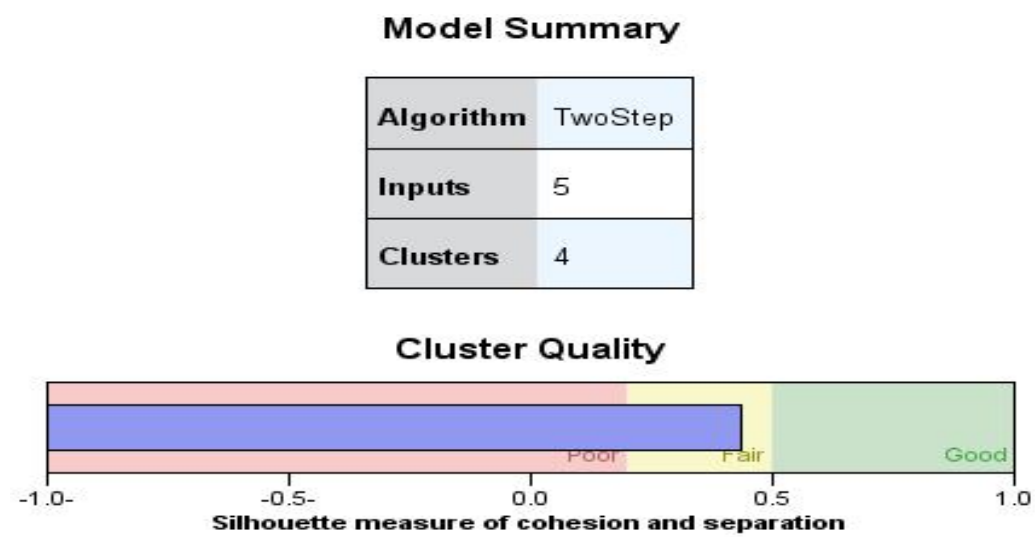 Model Summary
Algorithm TwoStep
Inputs 5
Clusters 4
Cluster Quality
Poor Fair Good
-1.0- -0.5- 0.0 0.5 1.0
Silhouette measure of cohesion and separation